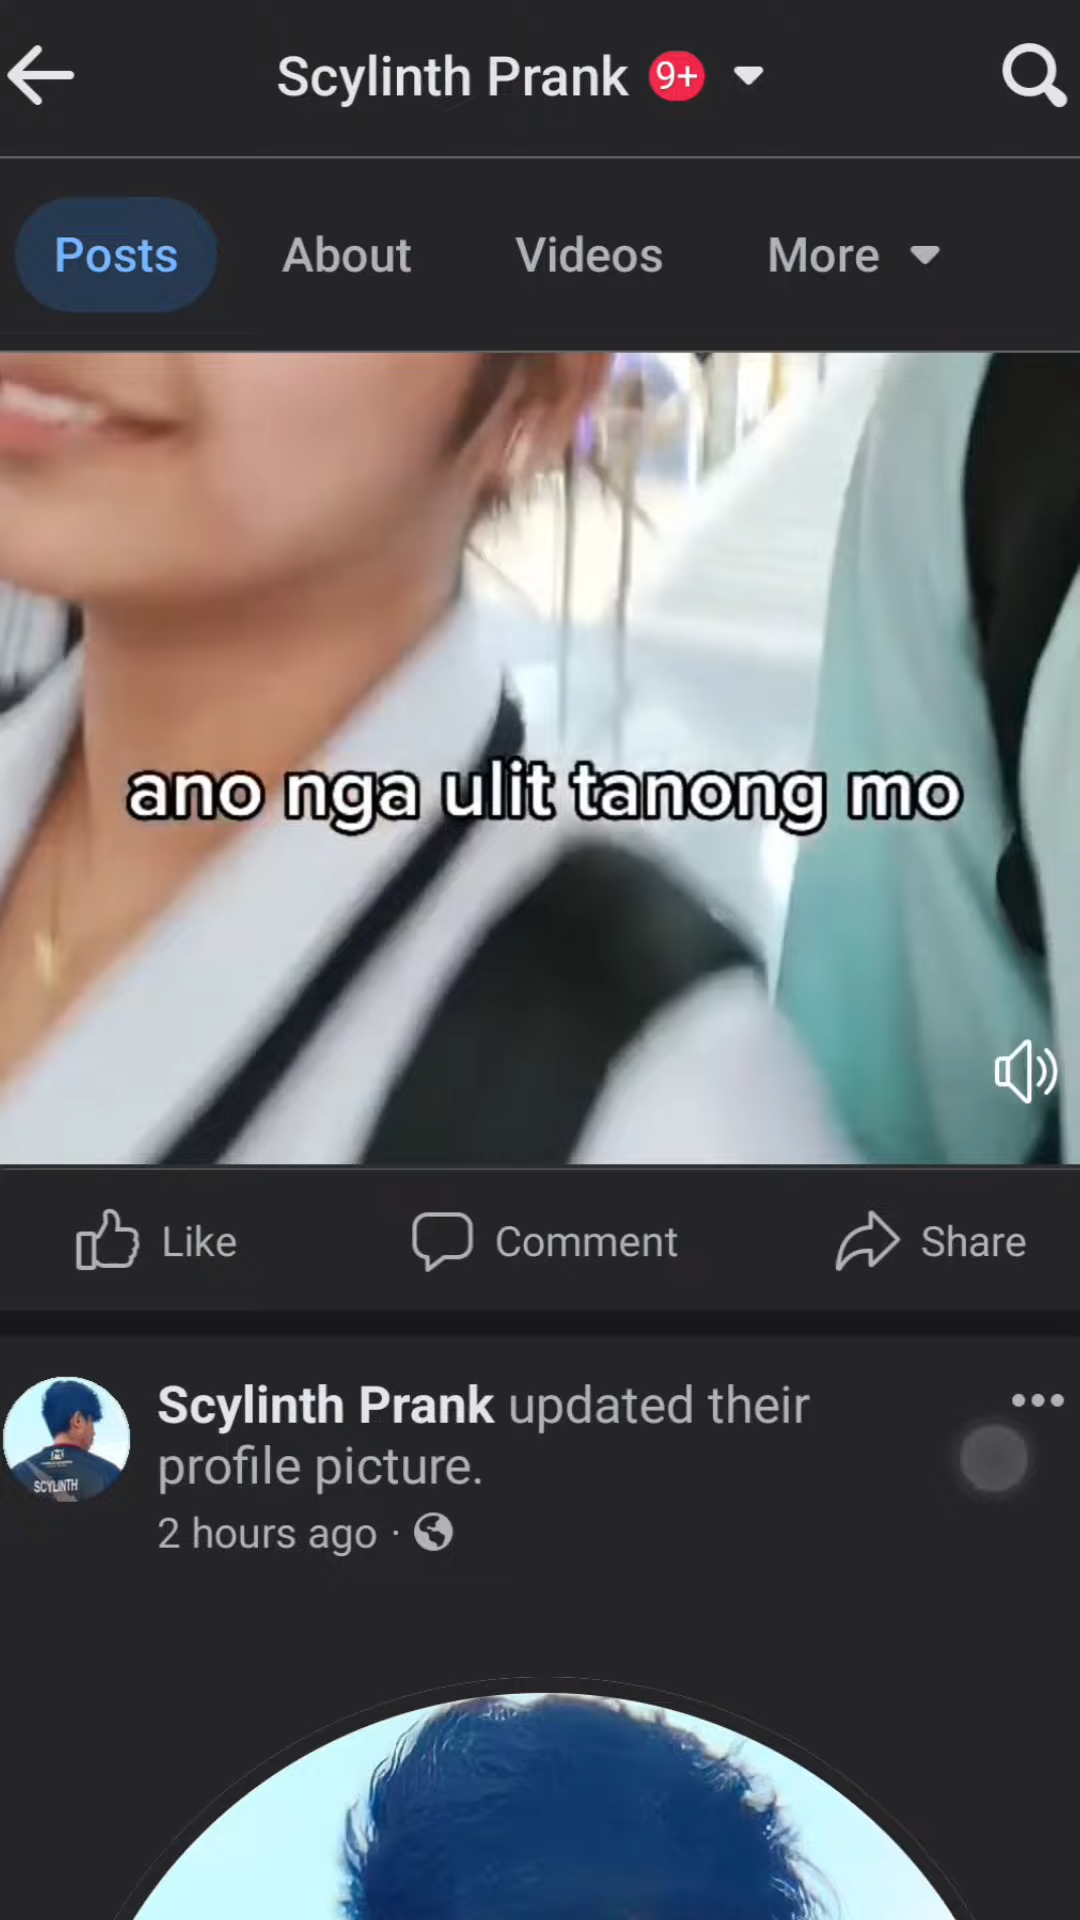 Scylinth Prank 9+
Posts About Videos More
ano nga ulit tanong mo
Like Comment Share
Scylinth Prank updated their
profile picture.
2 hours ago ·
SCYLINTH